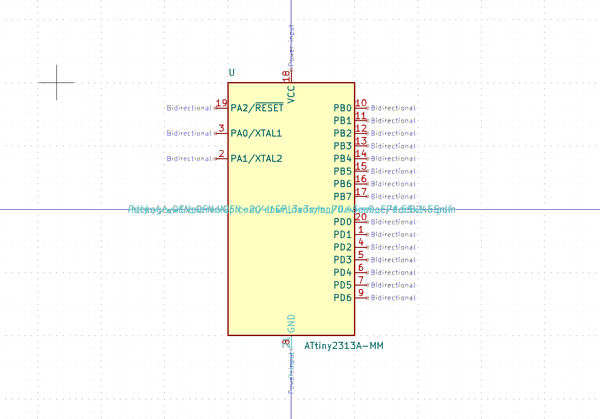 Power input
U
18
VCC
Bidirectional 19 PA2/RESET PB0 10 Bidirectional
PB1 11 Bidirectional
Bidirectional 3 PA0/XTAL1 PB2 12 Bidirectional
PB3 13 Bidirectional
Bidirectional 2 PA1/XTAL2 PB4 14 Bidirectional
PB5 15 Bidirectional
PB6 16 Bidirectional
PB7 17 Bidirectional
PD0 20 Bidirectional
PD1 1 Bidirectional
PD2 4 Bidirectional
PD3 5 Bidirectional
PD4 6 Bidirectional
PD5 7 Bidirectional
PD6 9 Bidirectional
GND
8
ATtiny2313A-MM
Power input